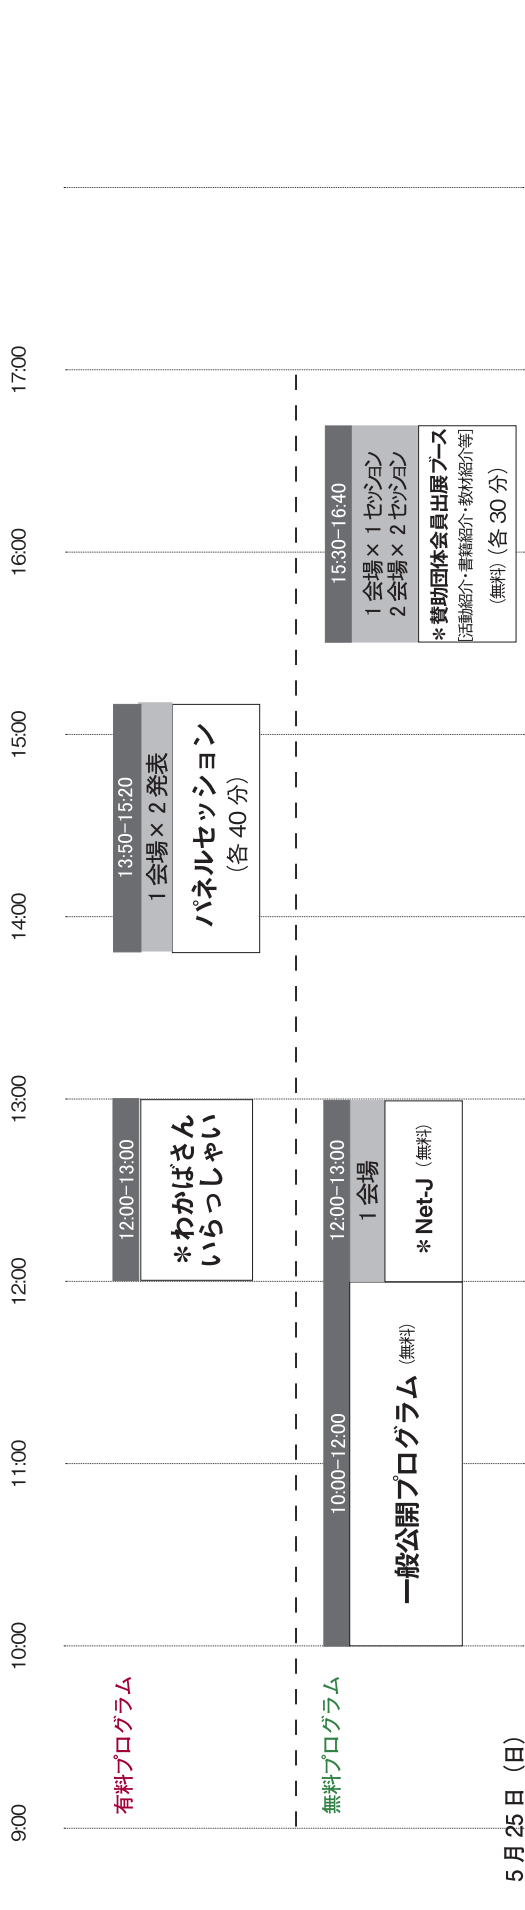 5月25日（日）
9:00
10:00
11:00
12:00
13:00
14:00
15:00
16:00
17:00
有料プログラム
12:00–13:00
＊わかばさん
いらっしゃい
13:50–15:20
1会場×2発表
パネルセッション
（各40分）
無料プログラム
10:00–12:00
一般公開プログラム（無料）
12:00–13:00
1会場
＊Net-J（無料）
15:30–16:40
1会場×1セッション
2会場×2セッション
＊賛助団体会員出展ブース
［活動紹介・書籍紹介・教材紹介等］
（無料）（各30分）